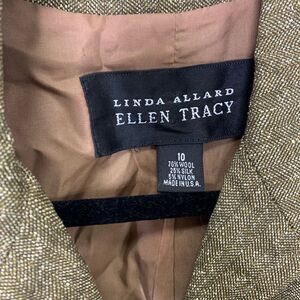 LINDA ALLARD
ELLEN TRACY
10
70% WOOL
25% SILK
5% NYLON
MADE IN U.S.A.